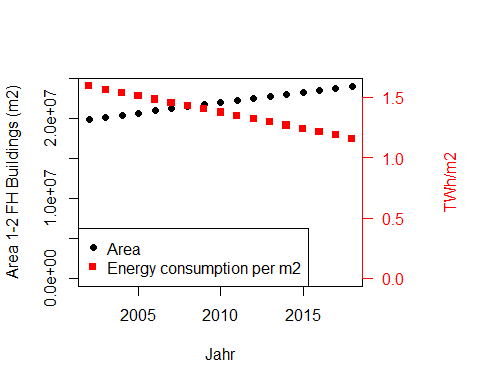 Area 1-2 FH Buildings (m2)
0.0e+00
1.0e+07
2.0e+07
Area
Energy consumption per m2
2005
2010
2015
Jahr
1.5
1.0
0.5
0.0
TWh/m2